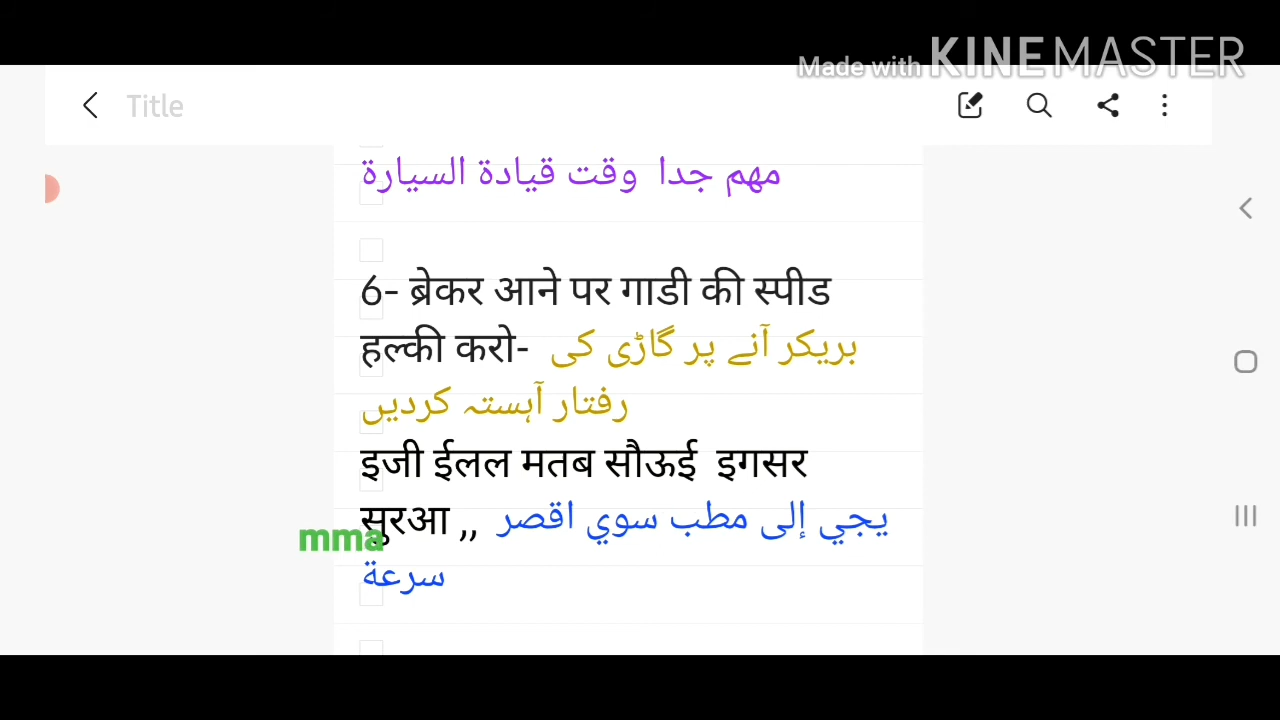 Made with KINEMASTER
Title
مهم جدا وقت قيادة السيارة
6- ब्रेकर आने पर गाडी की स्पीड
हल्की करो- بریکر آنے پر گاڑی کی
رفتار آہستہ کردیں
इजी ईलल मतब सौऊई इगसर
सुरआ ,, يجي إلى مطب سوي اقصر
mma
سرعة